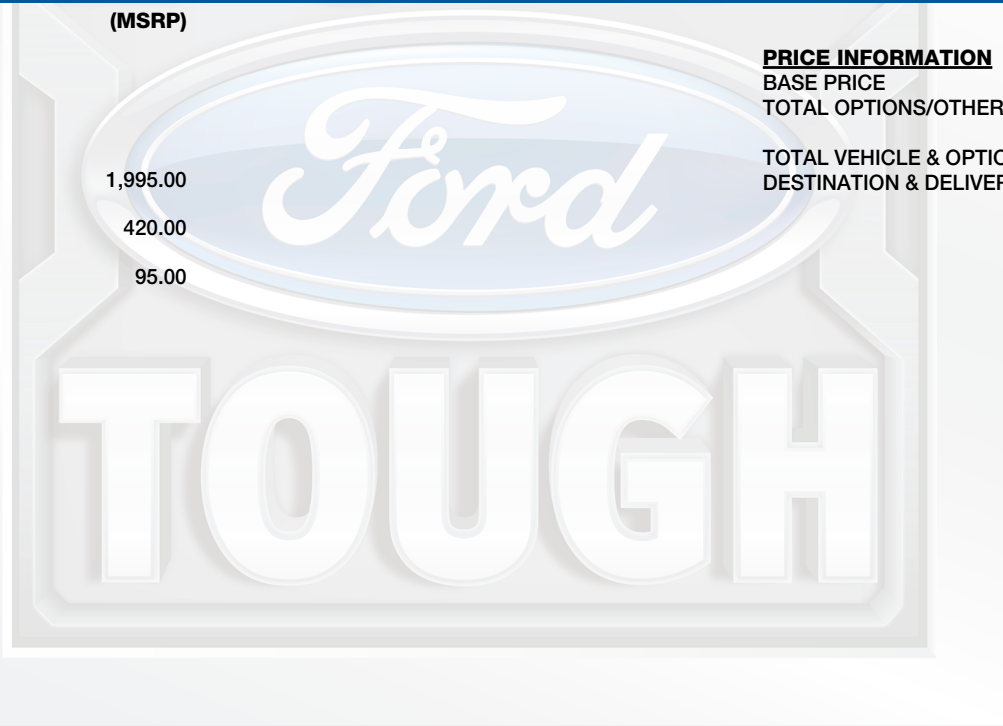 (MSRP)
PRICE INFORMATION
BASE PRICE
TOTAL OPTIONS/OTHER
TOTAL VEHICLE & OPTIO
DESTINATION & DELIVER
1,995.00
420.00
95.00
Ford
TOUGH